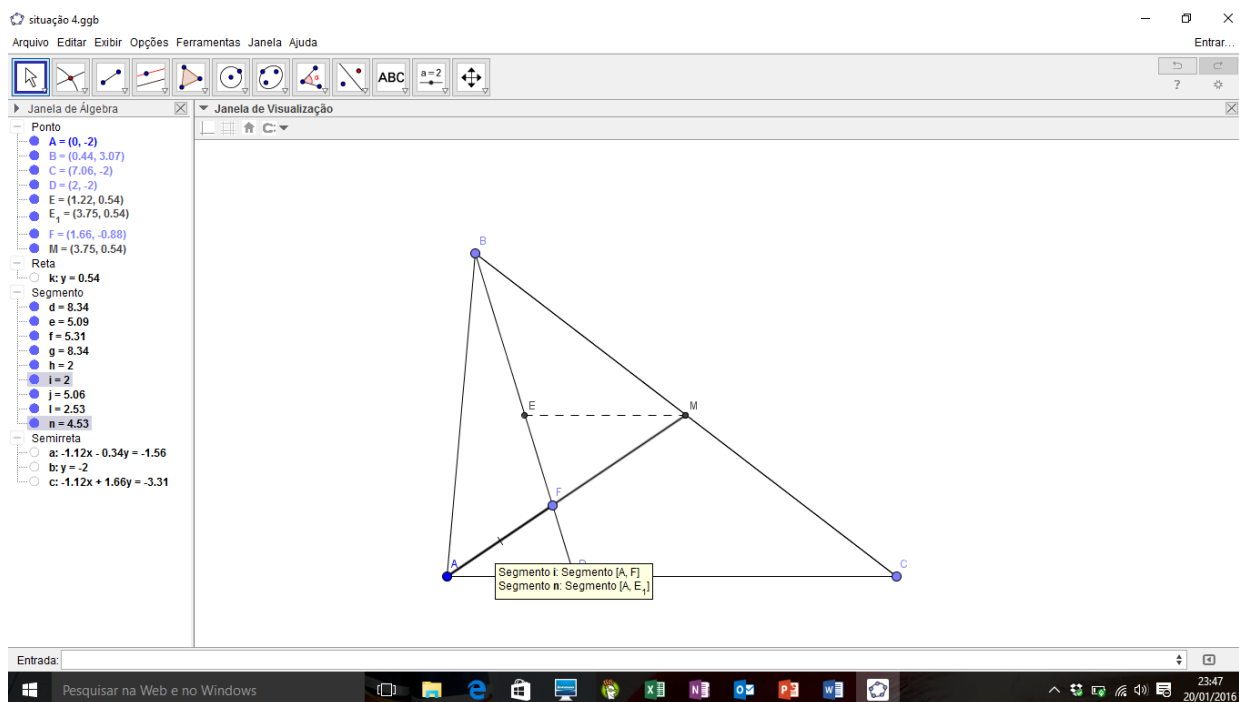 situação 4.ggb
Arquivo Editar Exibir Opções Ferramentas Janela Ajuda
Entrar...
ABC
a=2
Janela de Álgebra
Janela de Visualização
Ponto
A = (0, -2)
B = (0.44, 3.07)
C = (7.06, -2)
D = (2, -2)
E = (1.22, 0.54)
E1 = (3.75, 0.54)
F = (1.66, -0.88)
M = (3.75, 0.54)
Reta
k: y = 0.54
Segmento
d = 8.34
e = 5.09
f = 5.31
g = 8.34
h = 2
i = 2
j = 5.06
l = 2.53
n = 4.53
Semirreta
a: -1.12x - 0.34y = -1.56
b: y = -2
c: -1.12x + 1.66y = -3.31
B
E
M
F
A
C
Segmento i: Segmento [A, F]
Segmento n: Segmento [A, E1]
Entrada:
Pesquisar na Web e no Windows
23:47
20/01/2016